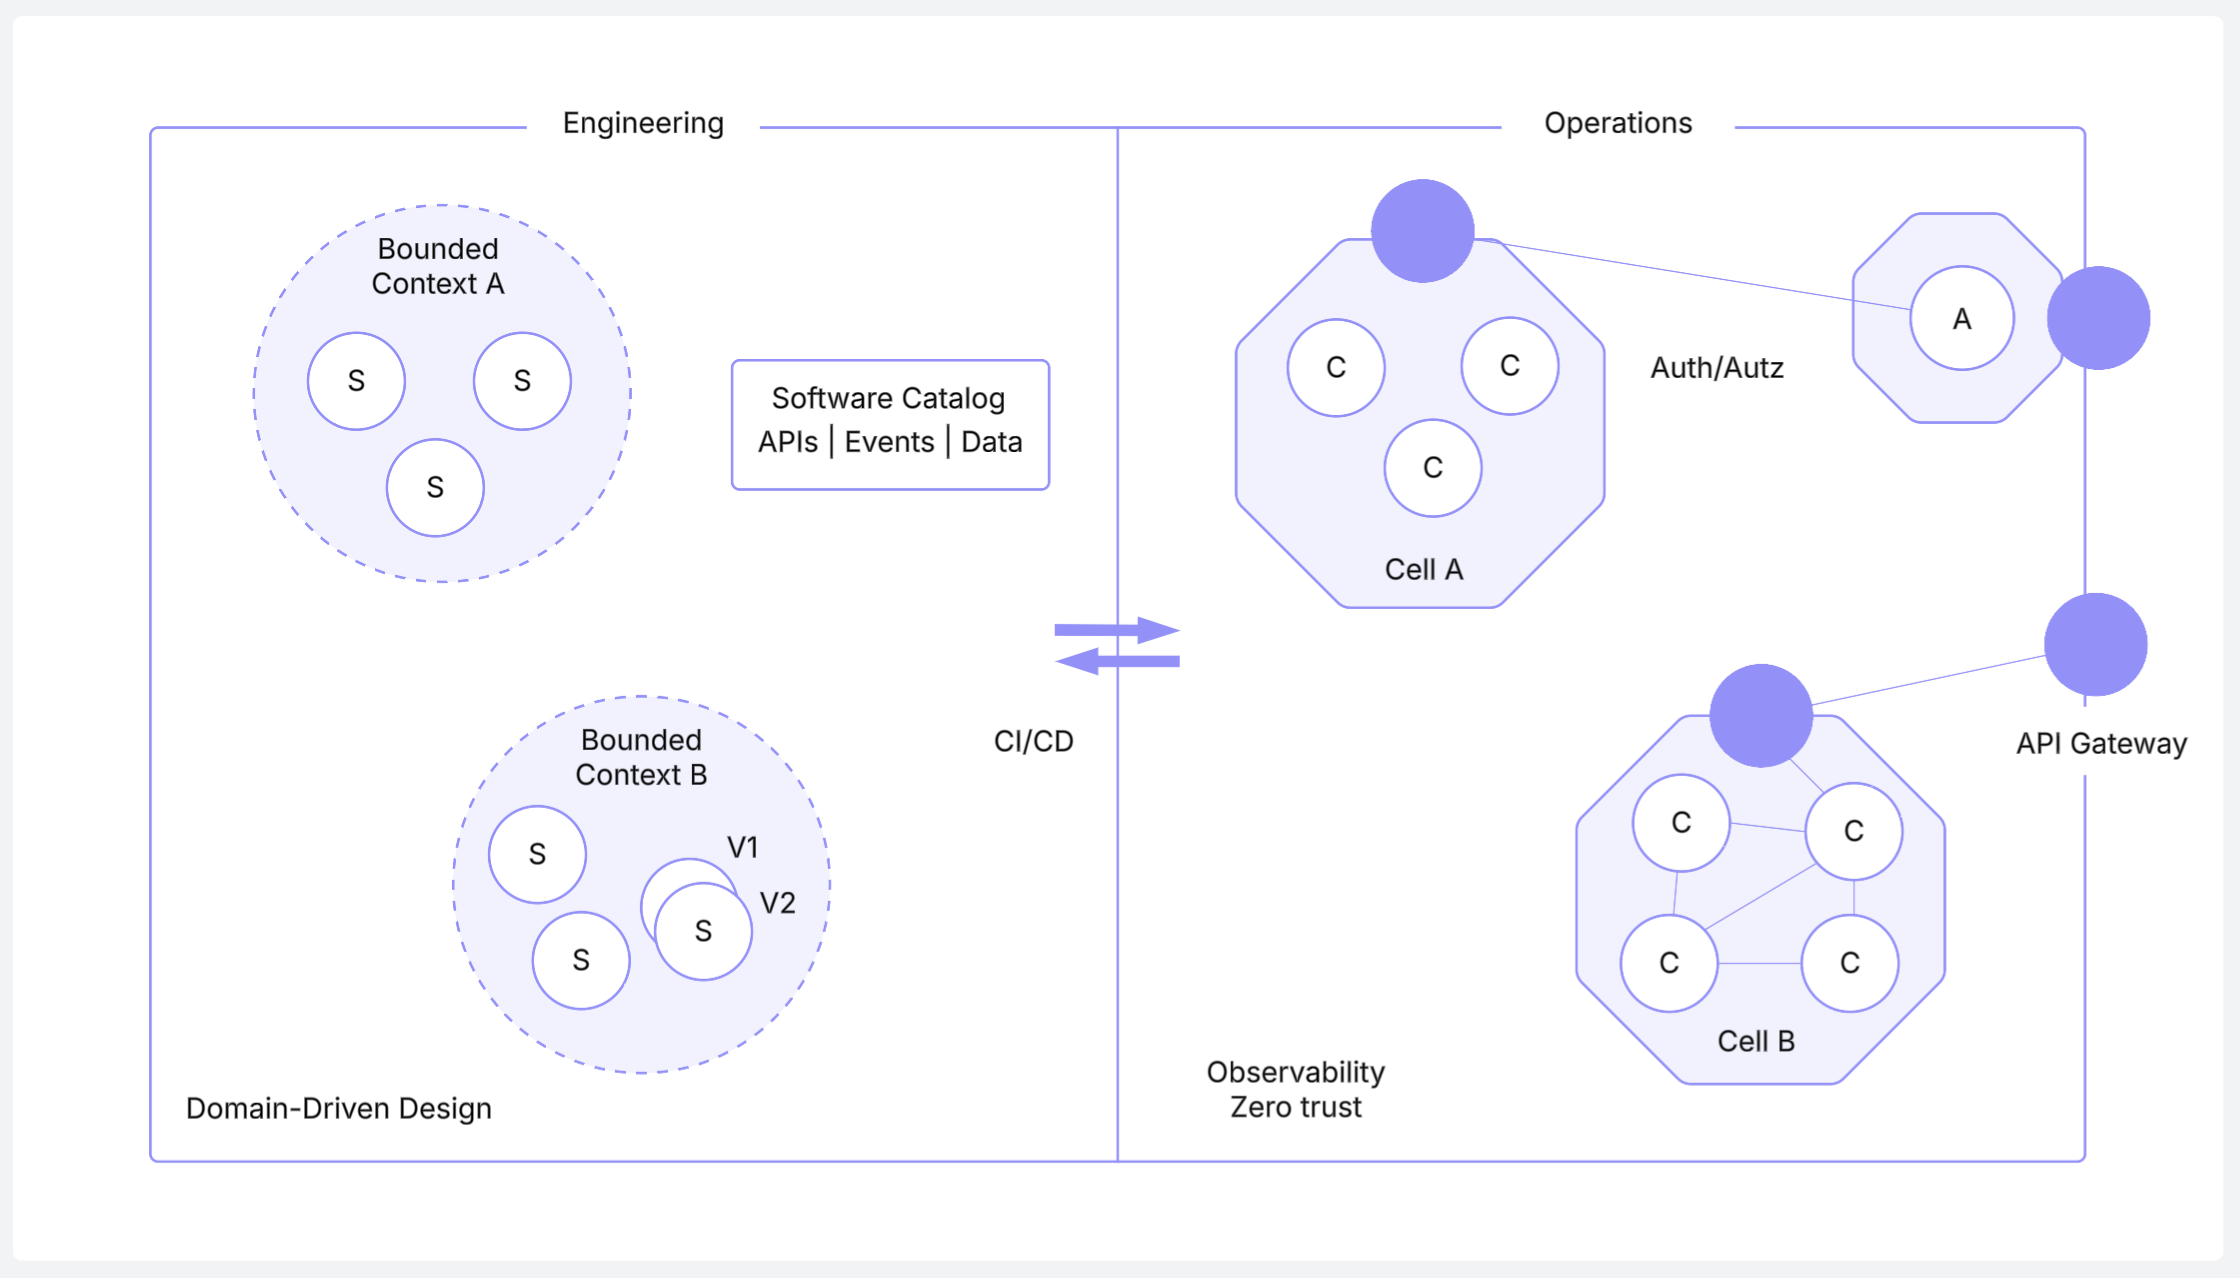 Engineering
Operations
Bounded
Context A
S
S
S
Software Catalog
APIs | Events | Data
Bounded
Context B
V1
V2
S
S
S
Domain-Driven Design
CI/CD
C
C
C
Cell A
Auth/Autz
A
API Gateway
C
C
C
C
Cell B
Observability
Zero trust